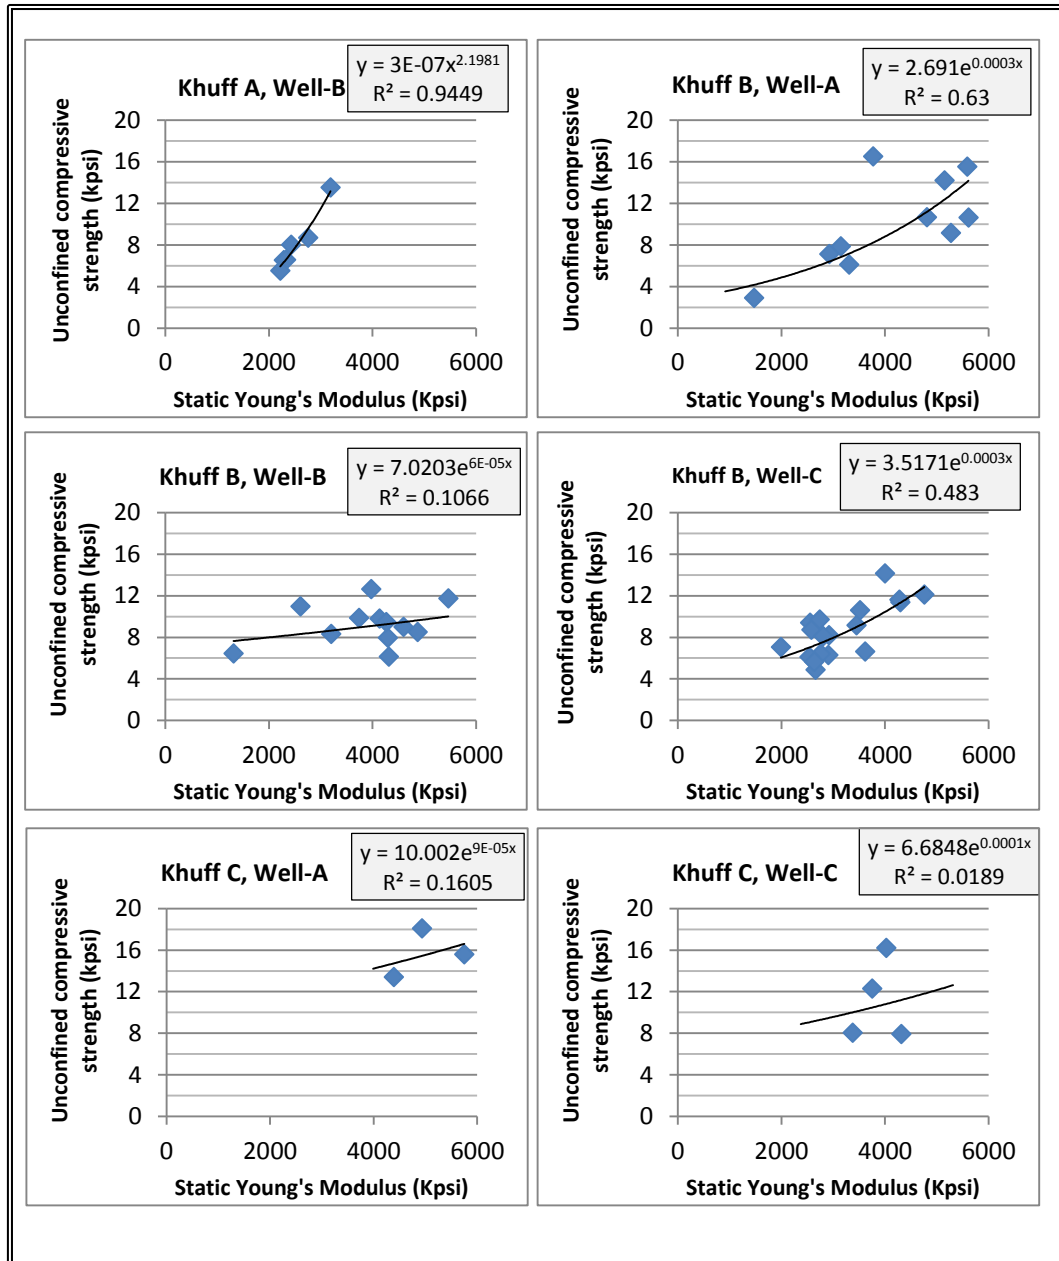 Khuff A, Well-B
y = 3E-07x^2.1981
R² = 0.9449
Unconfined compressive
strength (kpsi)
20
16
12
8
4
0
0 2000 4000 6000
Static Young's Modulus (Kpsi)
Khuff B, Well-A
y = 2.691e^0.0003x
R² = 0.63
Unconfined compressive
strength (kpsi)
20
16
12
8
4
0
0 2000 4000 6000
Static Young's Modulus (Kpsi)
Khuff B, Well-B
y = 7.0203e^6E-05x
R² = 0.1066
Unconfined compressive
strength (kpsi)
20
16
12
8
4
0
0 2000 4000 6000
Static Young's Modulus (Kpsi)
Khuff B, Well-C
y = 3.5171e^0.0003x
R² = 0.483
Unconfined compressive
strength (kpsi)
20
16
12
8
4
0
0 2000 4000 6000
Static Young's Modulus (Kpsi)
Khuff C, Well-A
y = 10.002e^9E-05x
R² = 0.1605
Unconfined compressive
strength (kpsi)
20
16
12
8
4
0
0 2000 4000 6000
Static Young's Modulus (Kpsi)
Khuff C, Well-C
y = 6.6848e^0.0001x
R² = 0.0189
Unconfined compressive
strength (kpsi)
20
16
12
8
4
0
0 2000 4000 6000
Static Young's Modulus (Kpsi)